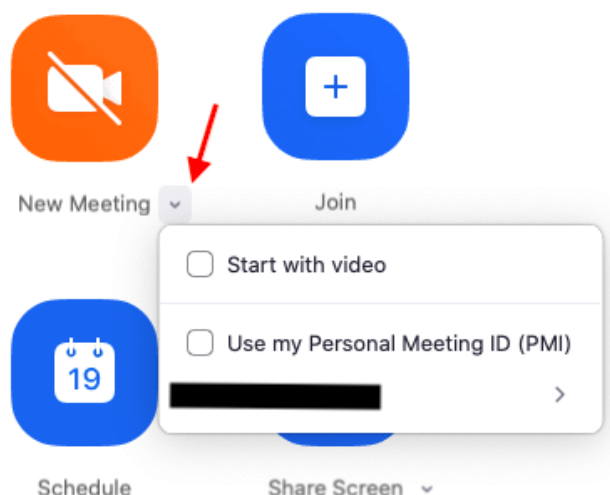 New Meeting
Join
Start with video
Use my Personal Meeting ID (PMI)
19
Schedule
Share Screen